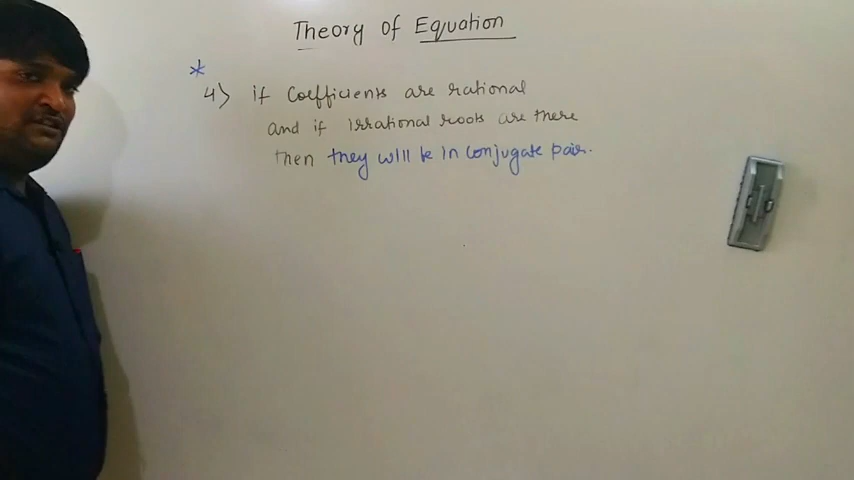 Theory of Equation
*
4) if Coefficients are rational
and if irrational roots are there
then they will be in conjugate pair.